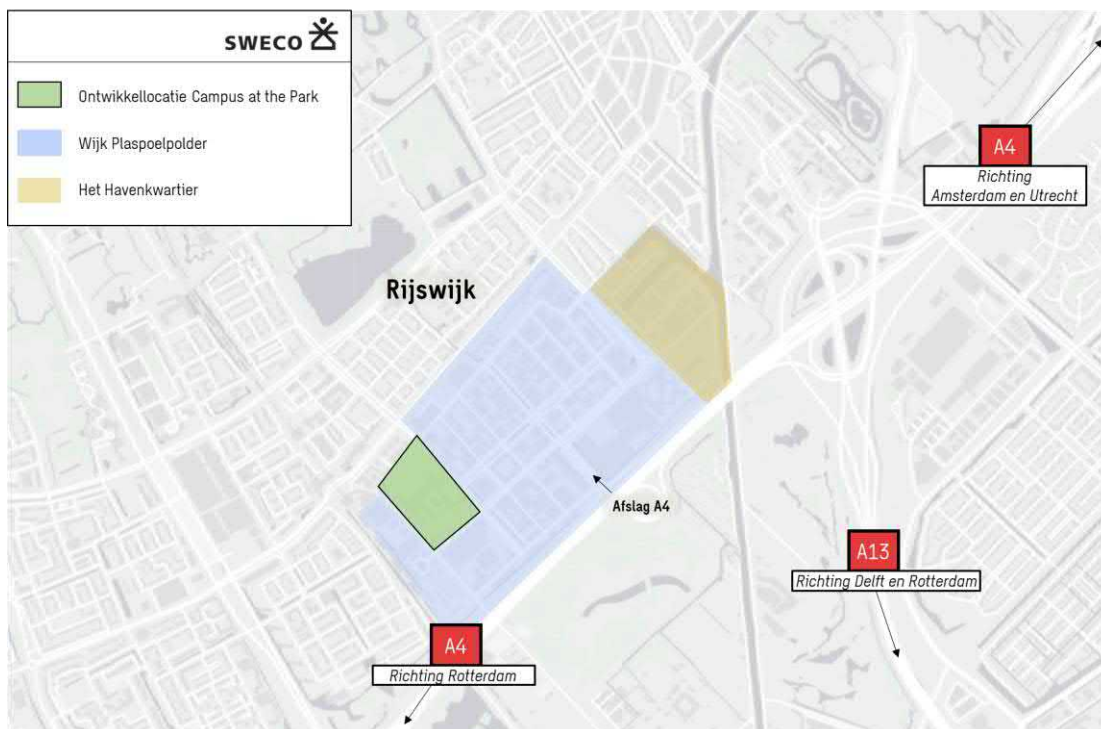 SWECO
Ontwikkellocatie Campus at the Park
Wijk Plaspoelpolder
Het Havenkwartier
A4
Richting
Amsterdam en Utrecht
Rijswijk
Afslag A4
A13
Richting Delft en Rotterdam
A4
Richting Rotterdam